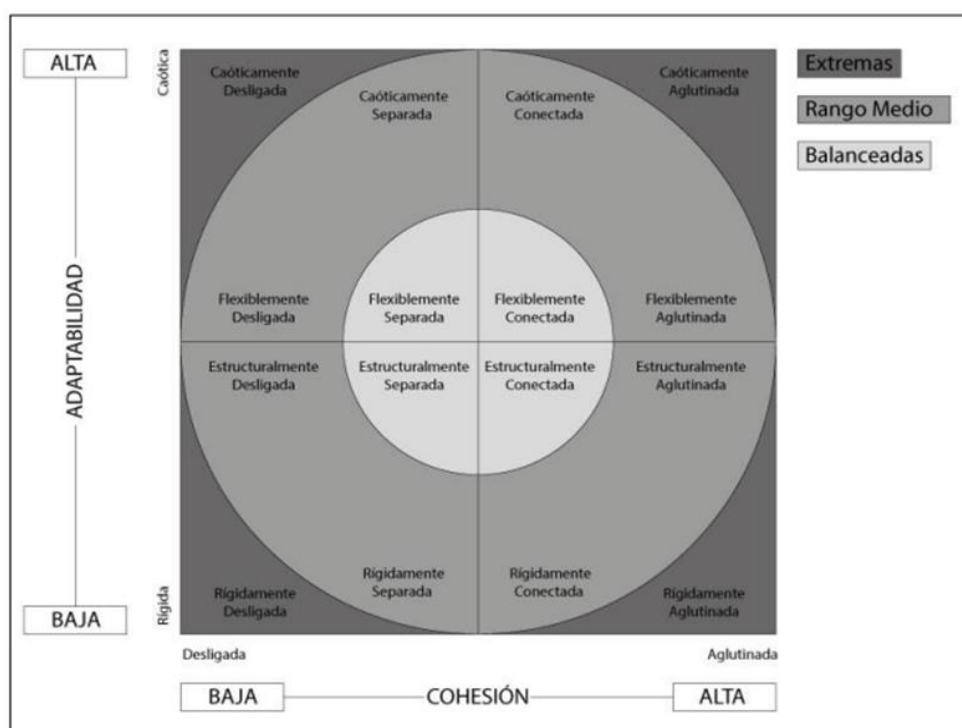 ALTA
Caótica
Caóticamente
Desligada
Caóticamente
Separada
Caóticamente
Conectada
Caóticamente
Aglutinada
Extremas
Rango Medio
Balanceadas
ADAPTABILIDAD
Flexiblemente
Desligada
Flexiblemente
Separada
Flexiblemente
Conectada
Flexiblemente
Aglutinada
Estructuralmente
Desligada
Estructuralmente
Separada
Estructuralmente
Conectada
Estructuralmente
Aglutinada
Rígidamente
Desligada
Rígidamente
Separada
Rígidamente
Conectada
Rígidamente
Aglutinada
BAJA
Rígida
Desligada
Aglutinada
BAJA
COHESIÓN
ALTA